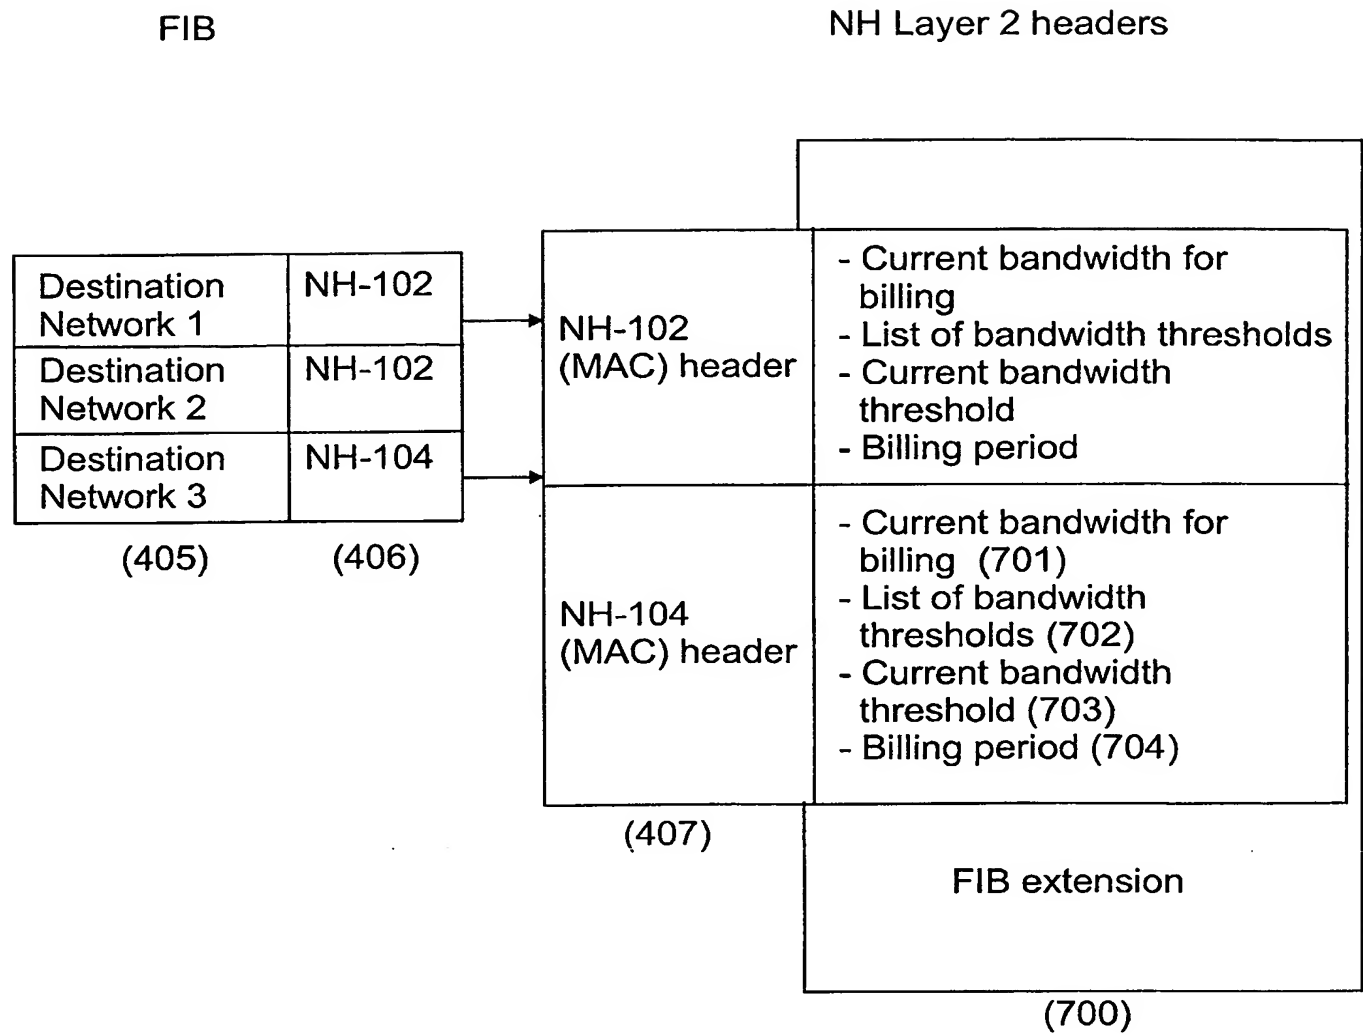 FIB
NH Layer 2 headers
Destination
Network 1
NH-102
Destination
Network 2
NH-102
Destination
Network 3
NH-104
(405)
(406)
NH-102
(MAC) header
- Current bandwidth for
billing
- List of bandwidth thresholds
- Current bandwidth
threshold
- Billing period
NH-104
(MAC) header
- Current bandwidth for
billing (701)
- List of bandwidth
thresholds (702)
- Current bandwidth
threshold (703)
- Billing period (704)
(407)
FIB extension
(700)